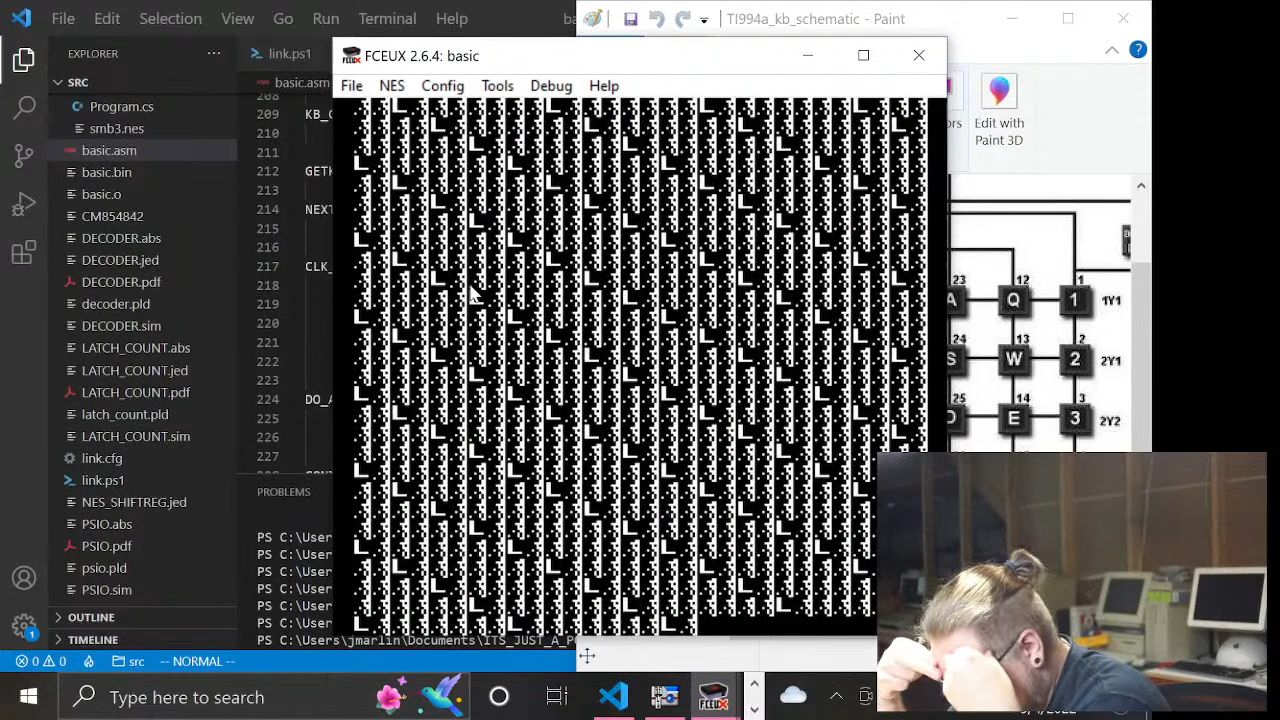 File Edit Selection View Go Run Terminal Help
TI994a_kb_schematic - Paint
EXPLORER ...
link.ps1
FCEUX 2.6.4: basic
SRC
basic.asm
File NES Config Tools Debug Help
Program.cs
smb3.nes
basic.asm
basic.bin
basic.o
CM854842
DECODER.abs
DECODER.jed
DECODER.pdf
decoder.pld
DECODER.sim
LATCH_COUNT.abs
LATCH_COUNT.jed
LATCH_COUNT.pdf
latch_count.pld
LATCH_COUNT.sim
link.cfg
link.ps1
NES_SHIFTREG.jed
PSIO.abs
PSIO.pdf
psio.pld
PSIO.sim
OUTLINE
TIMELINE
208
209
210
211
212
213
214
215
216
217
218
219
220
221
222
223
224
225
226
227
GETK
NEXT
CLK_
DO_A
PROBLEMS
PS C:\User
PS C:\User
PS C:\User
PS C:\User
PS C:\User
PS C:\User
PS C:\Users\jmarlin\Documents\ITS_JUST_A_P
Edit with
Paint 3D
23 12 11
A Q 1 1Y1
13 2
S W 2 2Y1
25 14 3
E 3 2Y2
0 0 src -- NORMAL --
1
Type here to search